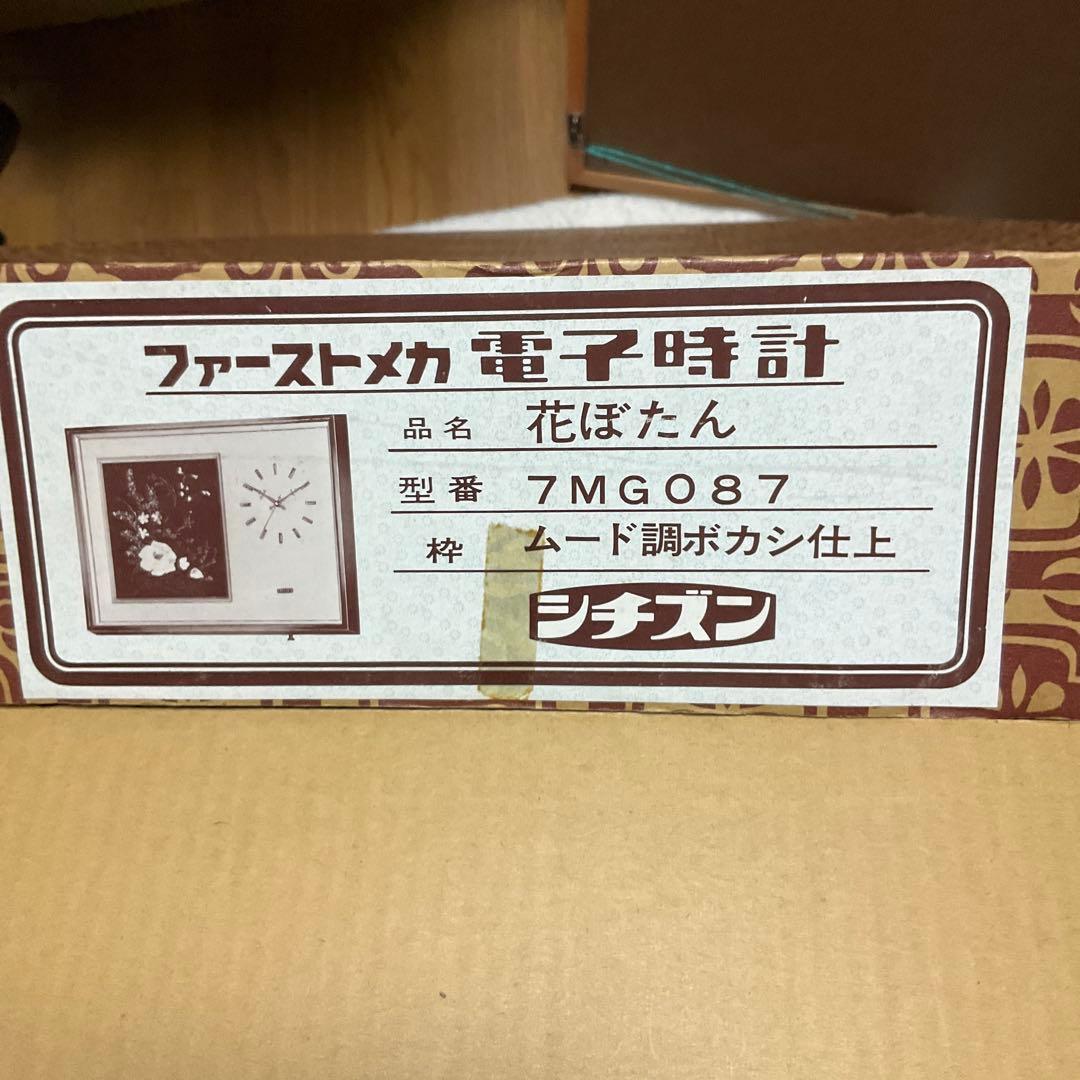 ファーストメカ 電子時計
品名 花ぼたん
型番 7MG087
枠 ムード調ボカシ仕上
シチズン